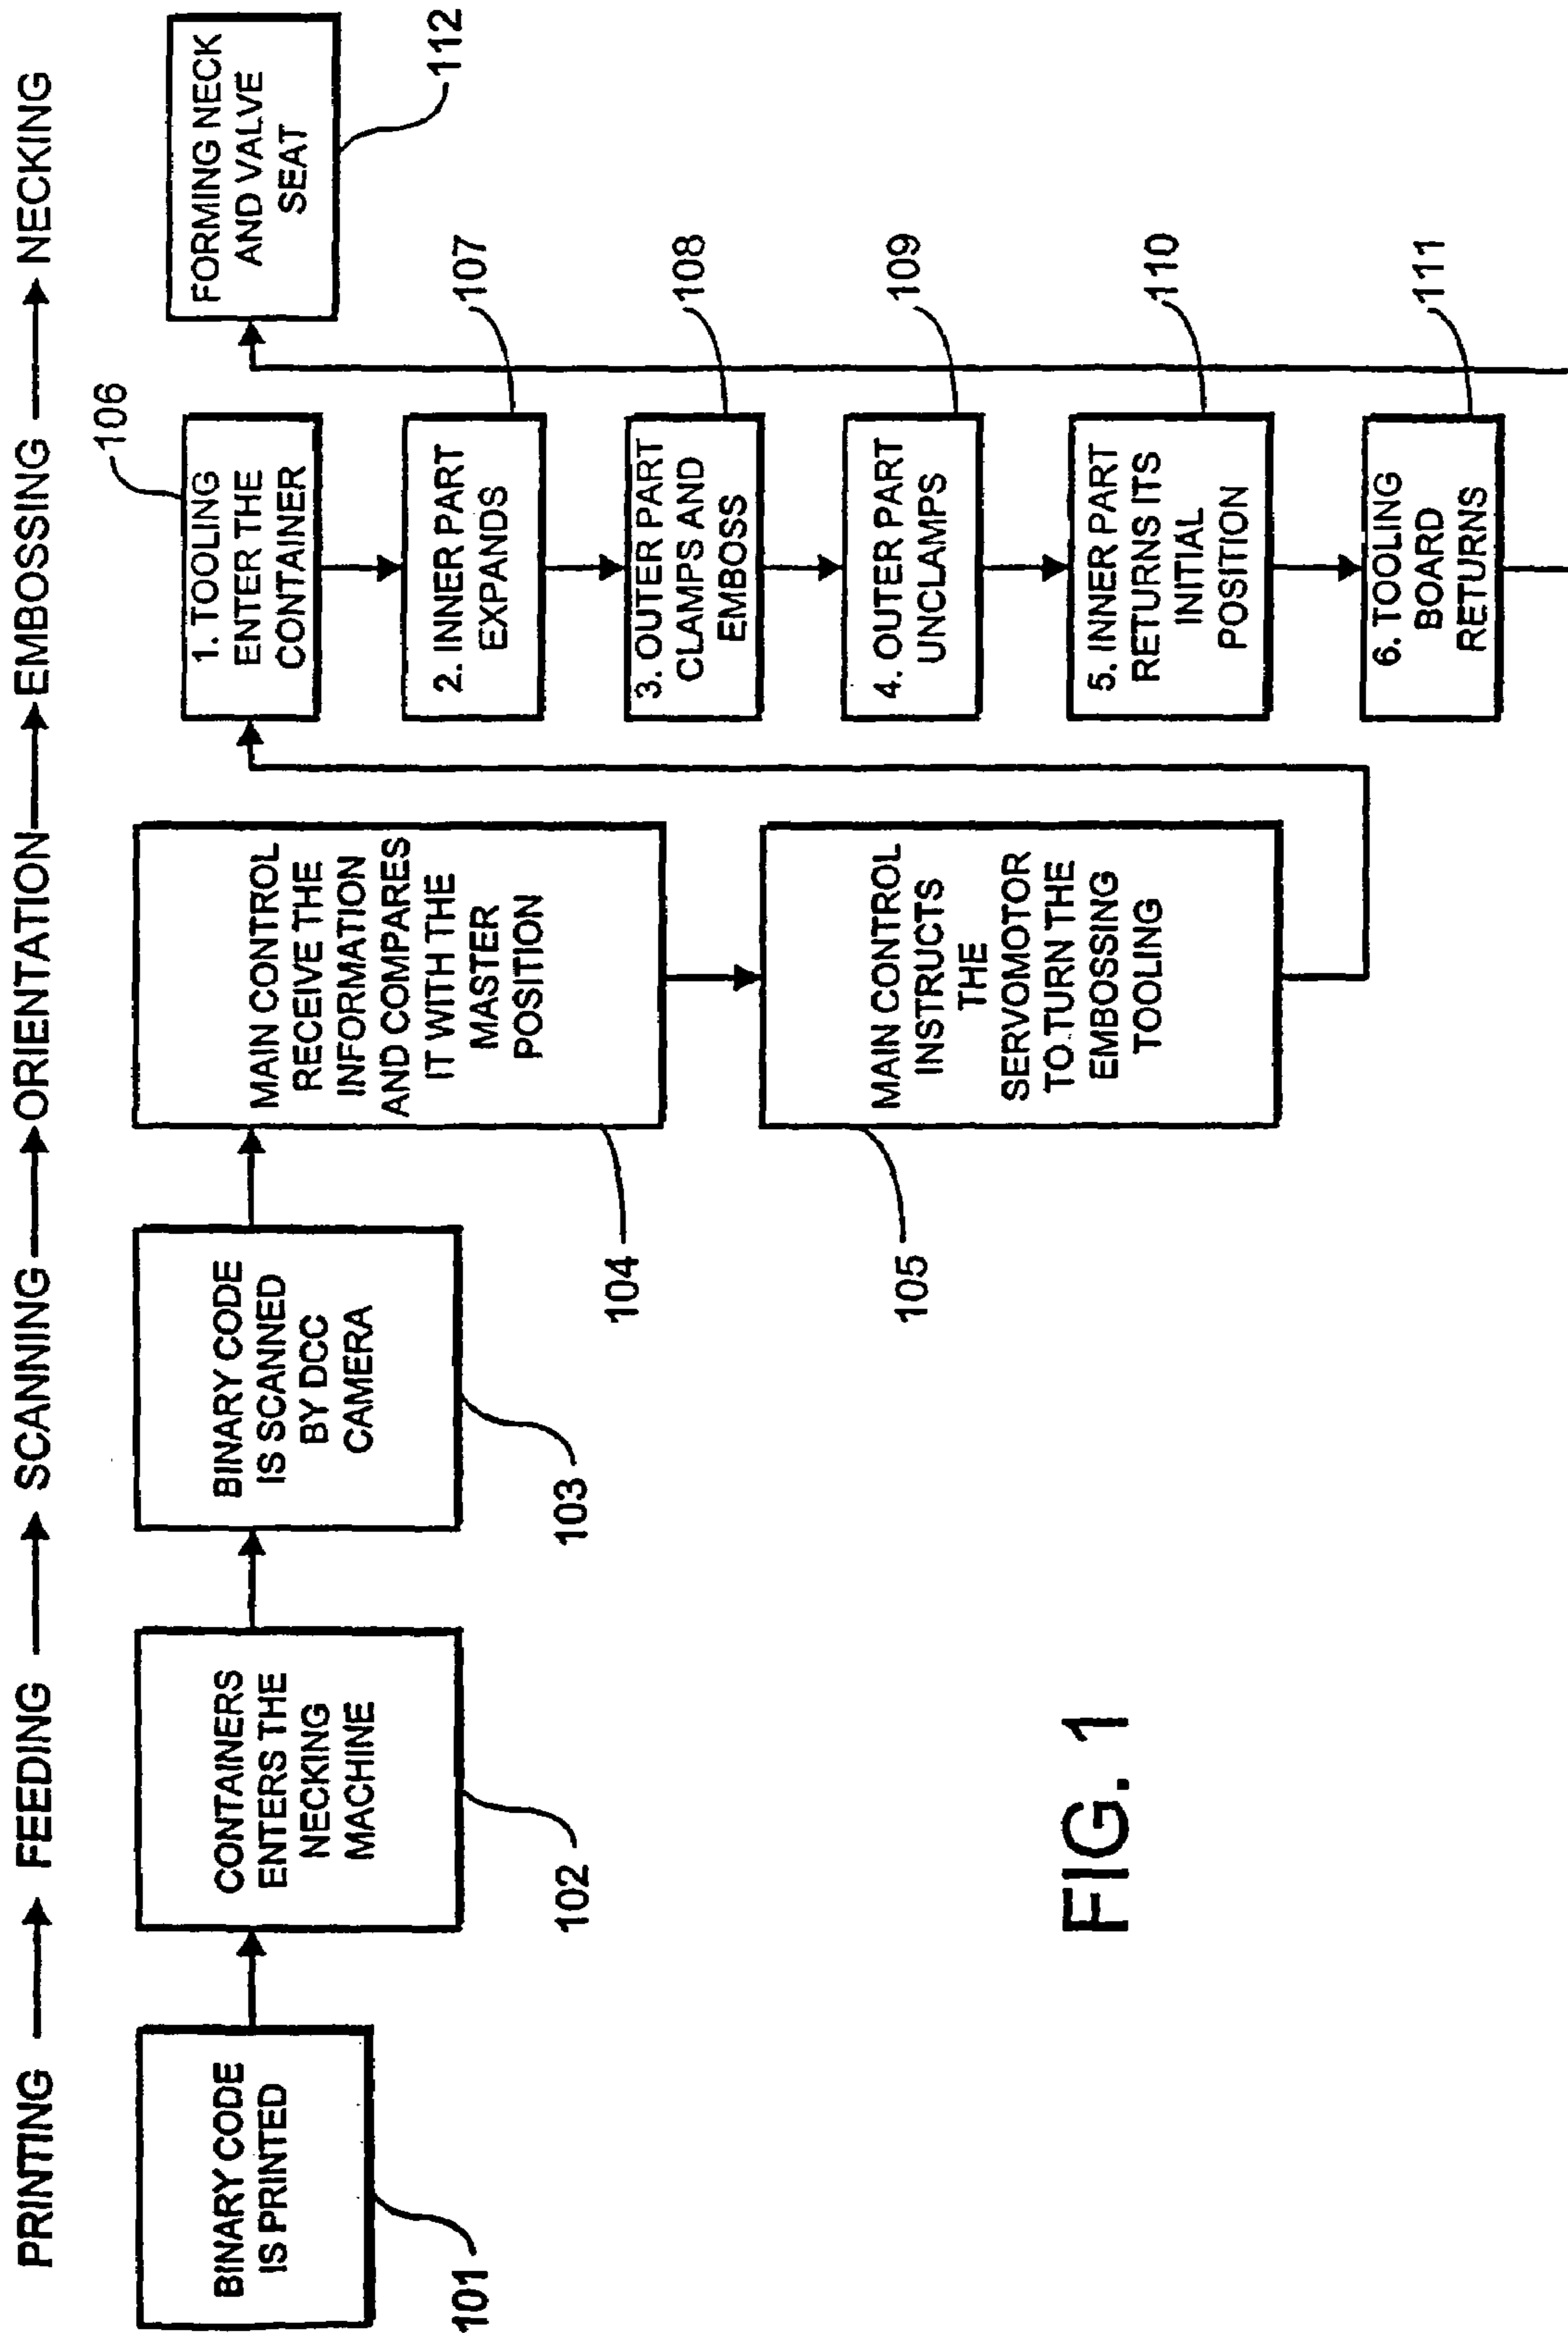 PRINTING → FEEDING → SCANNING → ORIENTATION → EMBOSSING → NECKING
BINARY CODE
IS PRINTED
101
CONTAINERS
ENTERS THE
NECKING
MACHINE
102
BINARY CODE
IS SCANNED
BY DCC
CAMERA
103
MAIN CONTROL
RECEIVE THE
INFORMATION
AND COMPARES
IT WITH THE
MASTER
POSITION
104
MAIN CONTROL
INSTRUCTS
THE
SERVOMOTOR
TO TURN THE
EMBOSSING
TOOLING
105
106
1. TOOLING
ENTER THE
CONTAINER
2. INNER PART
EXPANDS
107
3. OUTER PART
CLAMPS AND
EMBOSS
108
4. OUTER PART
UNCLAMPS
109
5. INNER PART
RETURNS ITS
INITIAL
POSITION
110
6. TOOLING
BOARD
RETURNS
111
FORMING NECK
AND VALVE
SEAT
112
FIG. 1